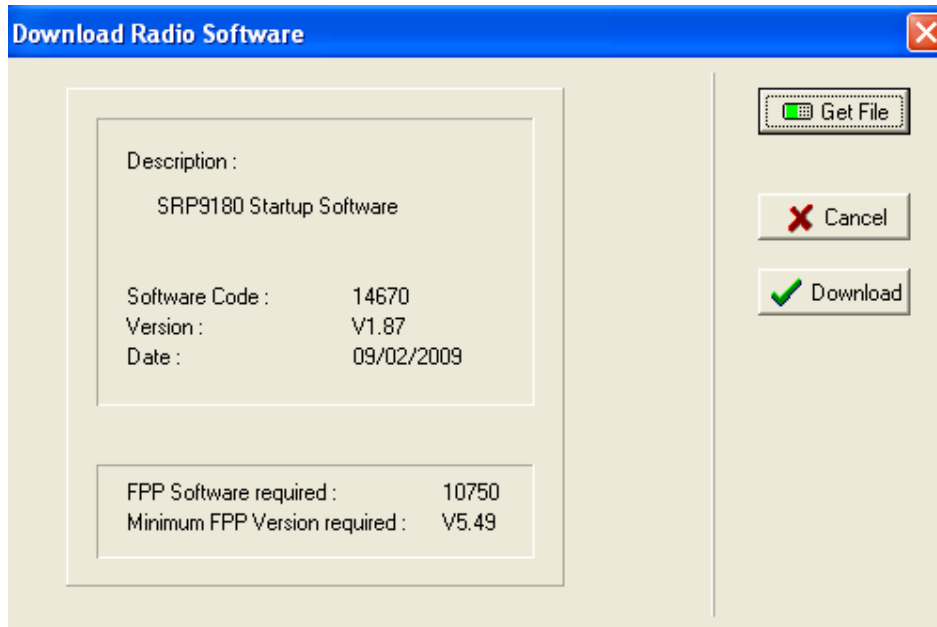 Download Radio Software
Get File
Description :
SRP9180 Startup Software
Cancel
Software Code : 14670
Download
Version : V1.87
Date : 09/02/2009
FPP Software required : 10750
Minimum FPP Version required : V5.49